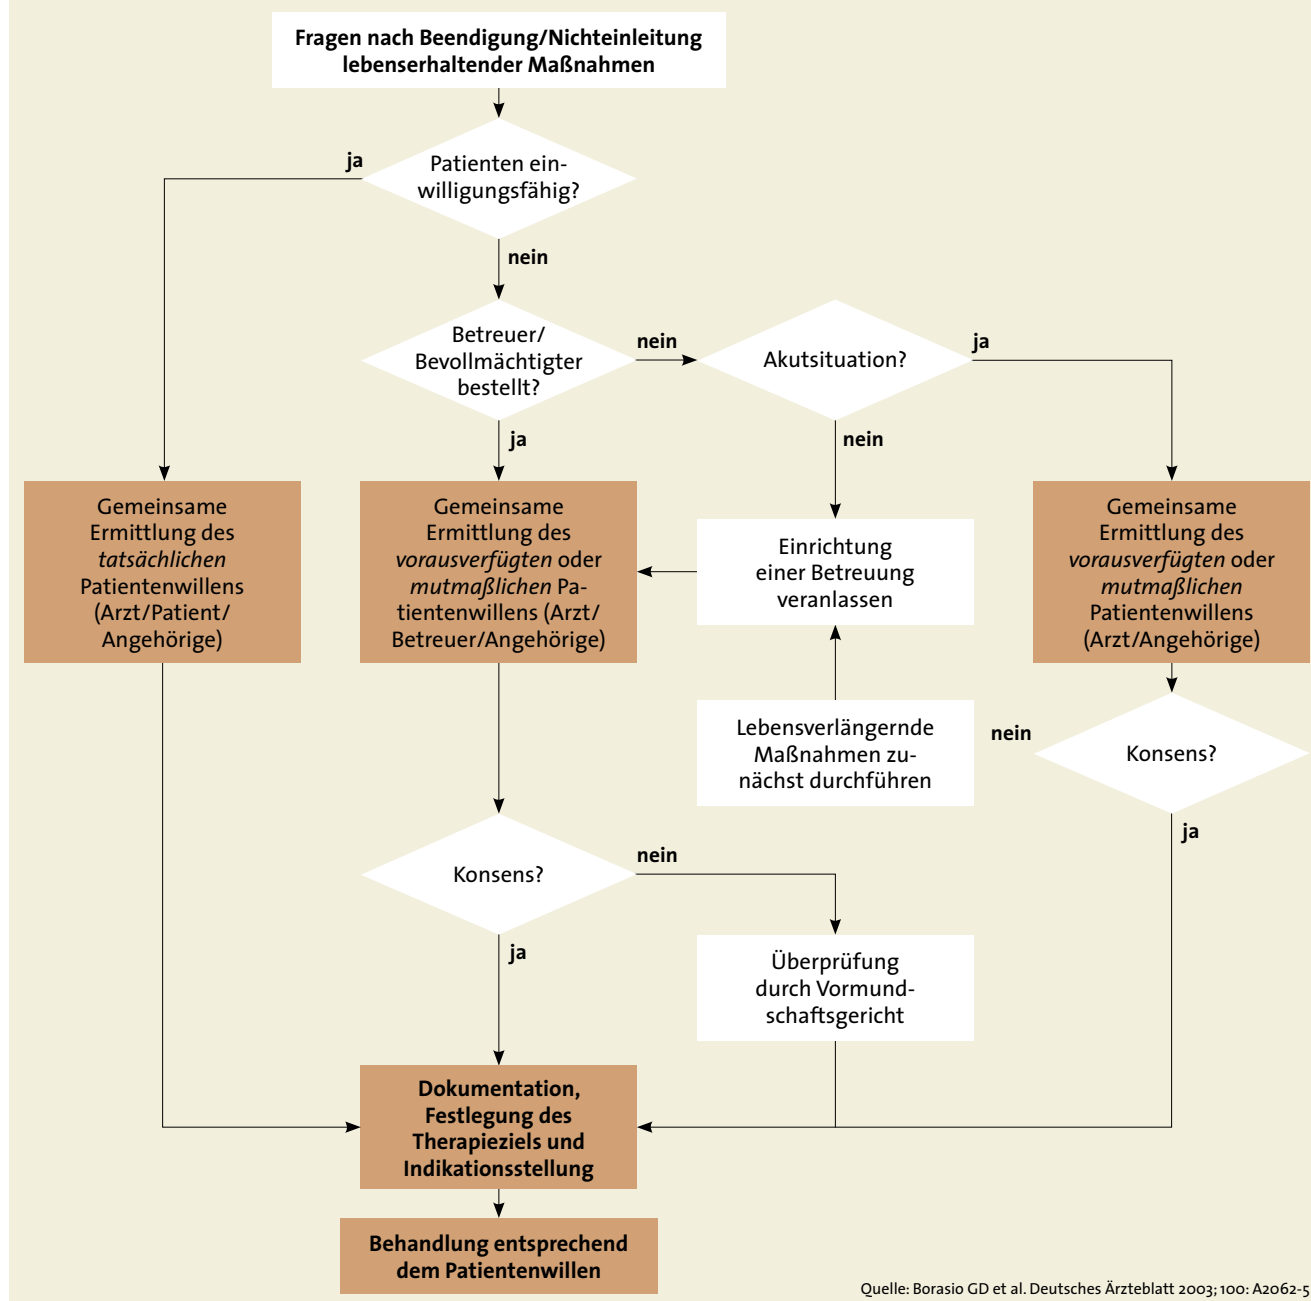 Fragen nach Beendigung/Nichteinleitung
lebenserhaltender Maßnahmen
ja
Patienten ein-
willigungsfähig?
nein
Betreuer/
Bevollmächtigter
bestellt?
nein
Akutsituation?
ja
ja
nein
Gemeinsame
Ermittlung des
tatsächlichen
Patientenwillens
(Arzt/Patient/
Angehörige)
Gemeinsame
Ermittlung des
vorausverfügten oder
mutmaßlichen Pa-
tientenwillens (Arzt/
Betreuer/Angehörige)
Einrichtung
einer Betreuung
veranlassen
Gemeinsame
Ermittlung des
vorausverfügten oder
mutmaßlichen
Patientenwillens
(Arzt/Angehörige)
Lebensverlängernde
Maßnahmen zu-
nächst durchführen
nein
Konsens?
ja
Konsens?
nein
ja
Überprüfung
durch Vormund-
schaftsgericht
Dokumentation,
Festlegung des
Therapieziels und
Indikationsstellung
Behandlung entsprechend
dem Patientenwillen
Quelle: Borasio GD et al. Deutsches Ärzteblatt 2003; 100: A2062-5